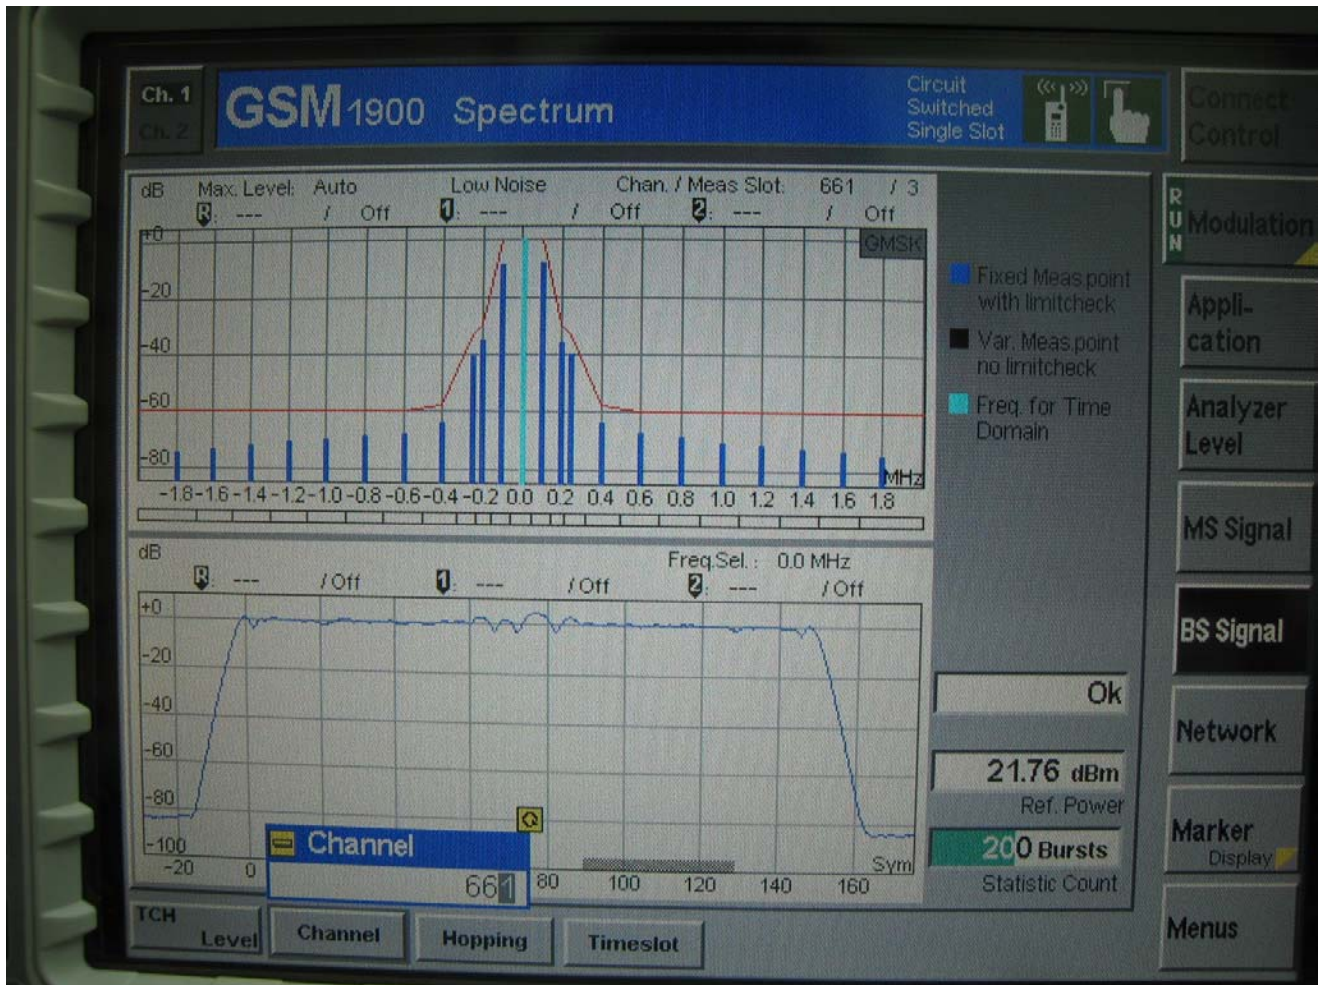 Ch. 1
Ch. 2
GSM 1900 Spectrum
Circuit
Switched
Single Slot
Connect
Control
dB Max. Level: Auto Low Noise Chan. / Meas Slot: 661 / 3
R: --- / Off 1: --- / Off 2: --- / Off
GMSK
+0
-20
-40
-60
-80
MHz
-1.8 -1.6 -1.4 -1.2 -1.0 -0.8 -0.6 -0.4 -0.2 0.0 0.2 0.4 0.6 0.8 1.0 1.2 1.4 1.6 1.8
Fixed Meas.point
with limitcheck
Var. Meas.point
no limitcheck
Freq. for Time
Domain
dB Freq.Sel. : 0.0 MHz
R: --- / Off 1: --- / Off 2: --- / Off
+0
-20
-40
-60
-80
-100
-20 0 80 100 120 140 160 Sym
Channel
661
Ok
21.76 dBm
Ref. Power
200 Bursts
Statistic Count
RUN
Modulation
Appli-
cation
Analyzer
Level
MS Signal
BS Signal
Network
Marker
Display
Menus
TCH
Level
Channel
Hopping
Timeslot